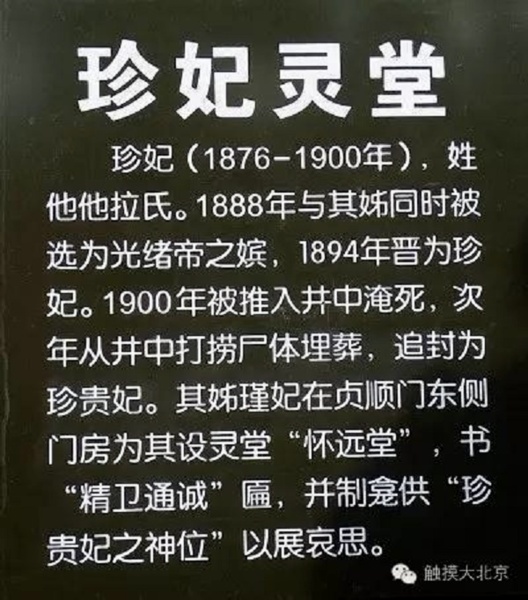 珍妃灵堂
珍妃（1876-1900年），姓
他他拉氏。1888年与其姊同时被
选为光绪帝之嫔，1894年晋为珍
妃。1900年被推入井中淹死，次
年从井中打捞尸体埋葬，追封为
珍贵妃。其姊瑾妃在贞顺门东侧
门房为其设灵堂“怀远堂”，书
“精卫通诚”匾，并制龛供“珍
贵妃之神位”以展哀思。
触摸大北京